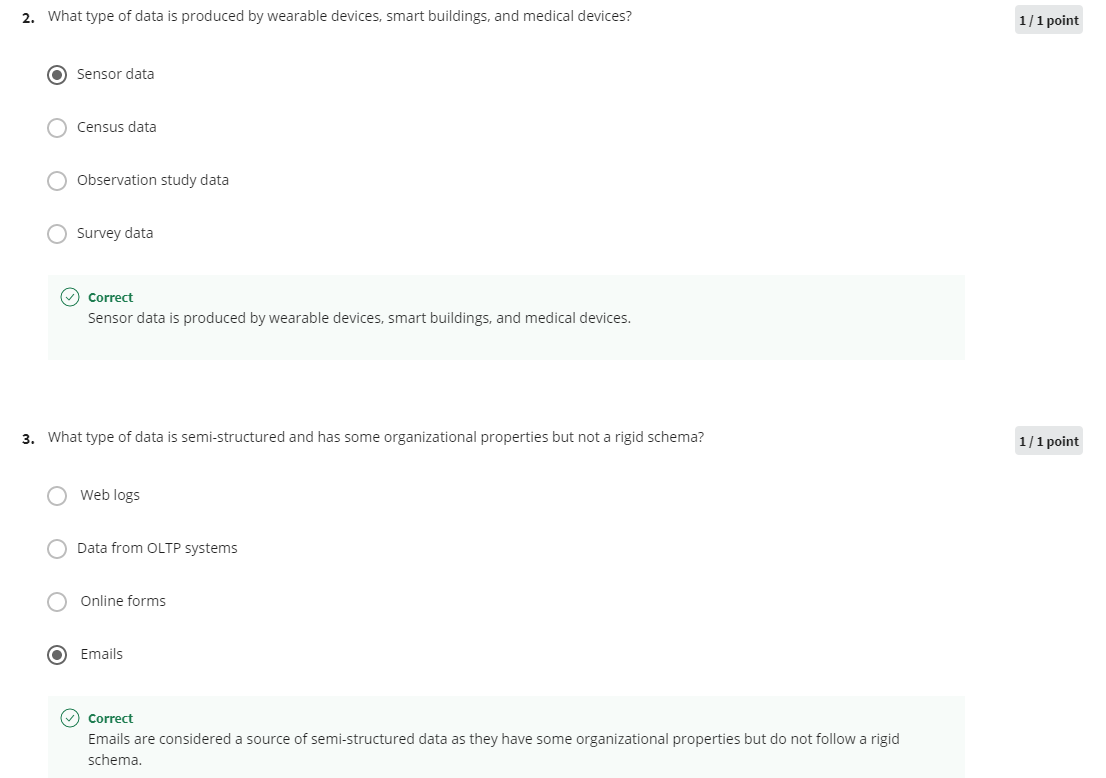 2. What type of data is produced by wearable devices, smart buildings, and medical devices?
1 / 1 point
Sensor data
Census data
Observation study data
Survey data
Correct
Sensor data is produced by wearable devices, smart buildings, and medical devices.
3. What type of data is semi-structured and has some organizational properties but not a rigid schema?
1 / 1 point
Web logs
Data from OLTP systems
Online forms
Emails
Correct
Emails are considered a source of semi-structured data as they have some organizational properties but do not follow a rigid
schema.